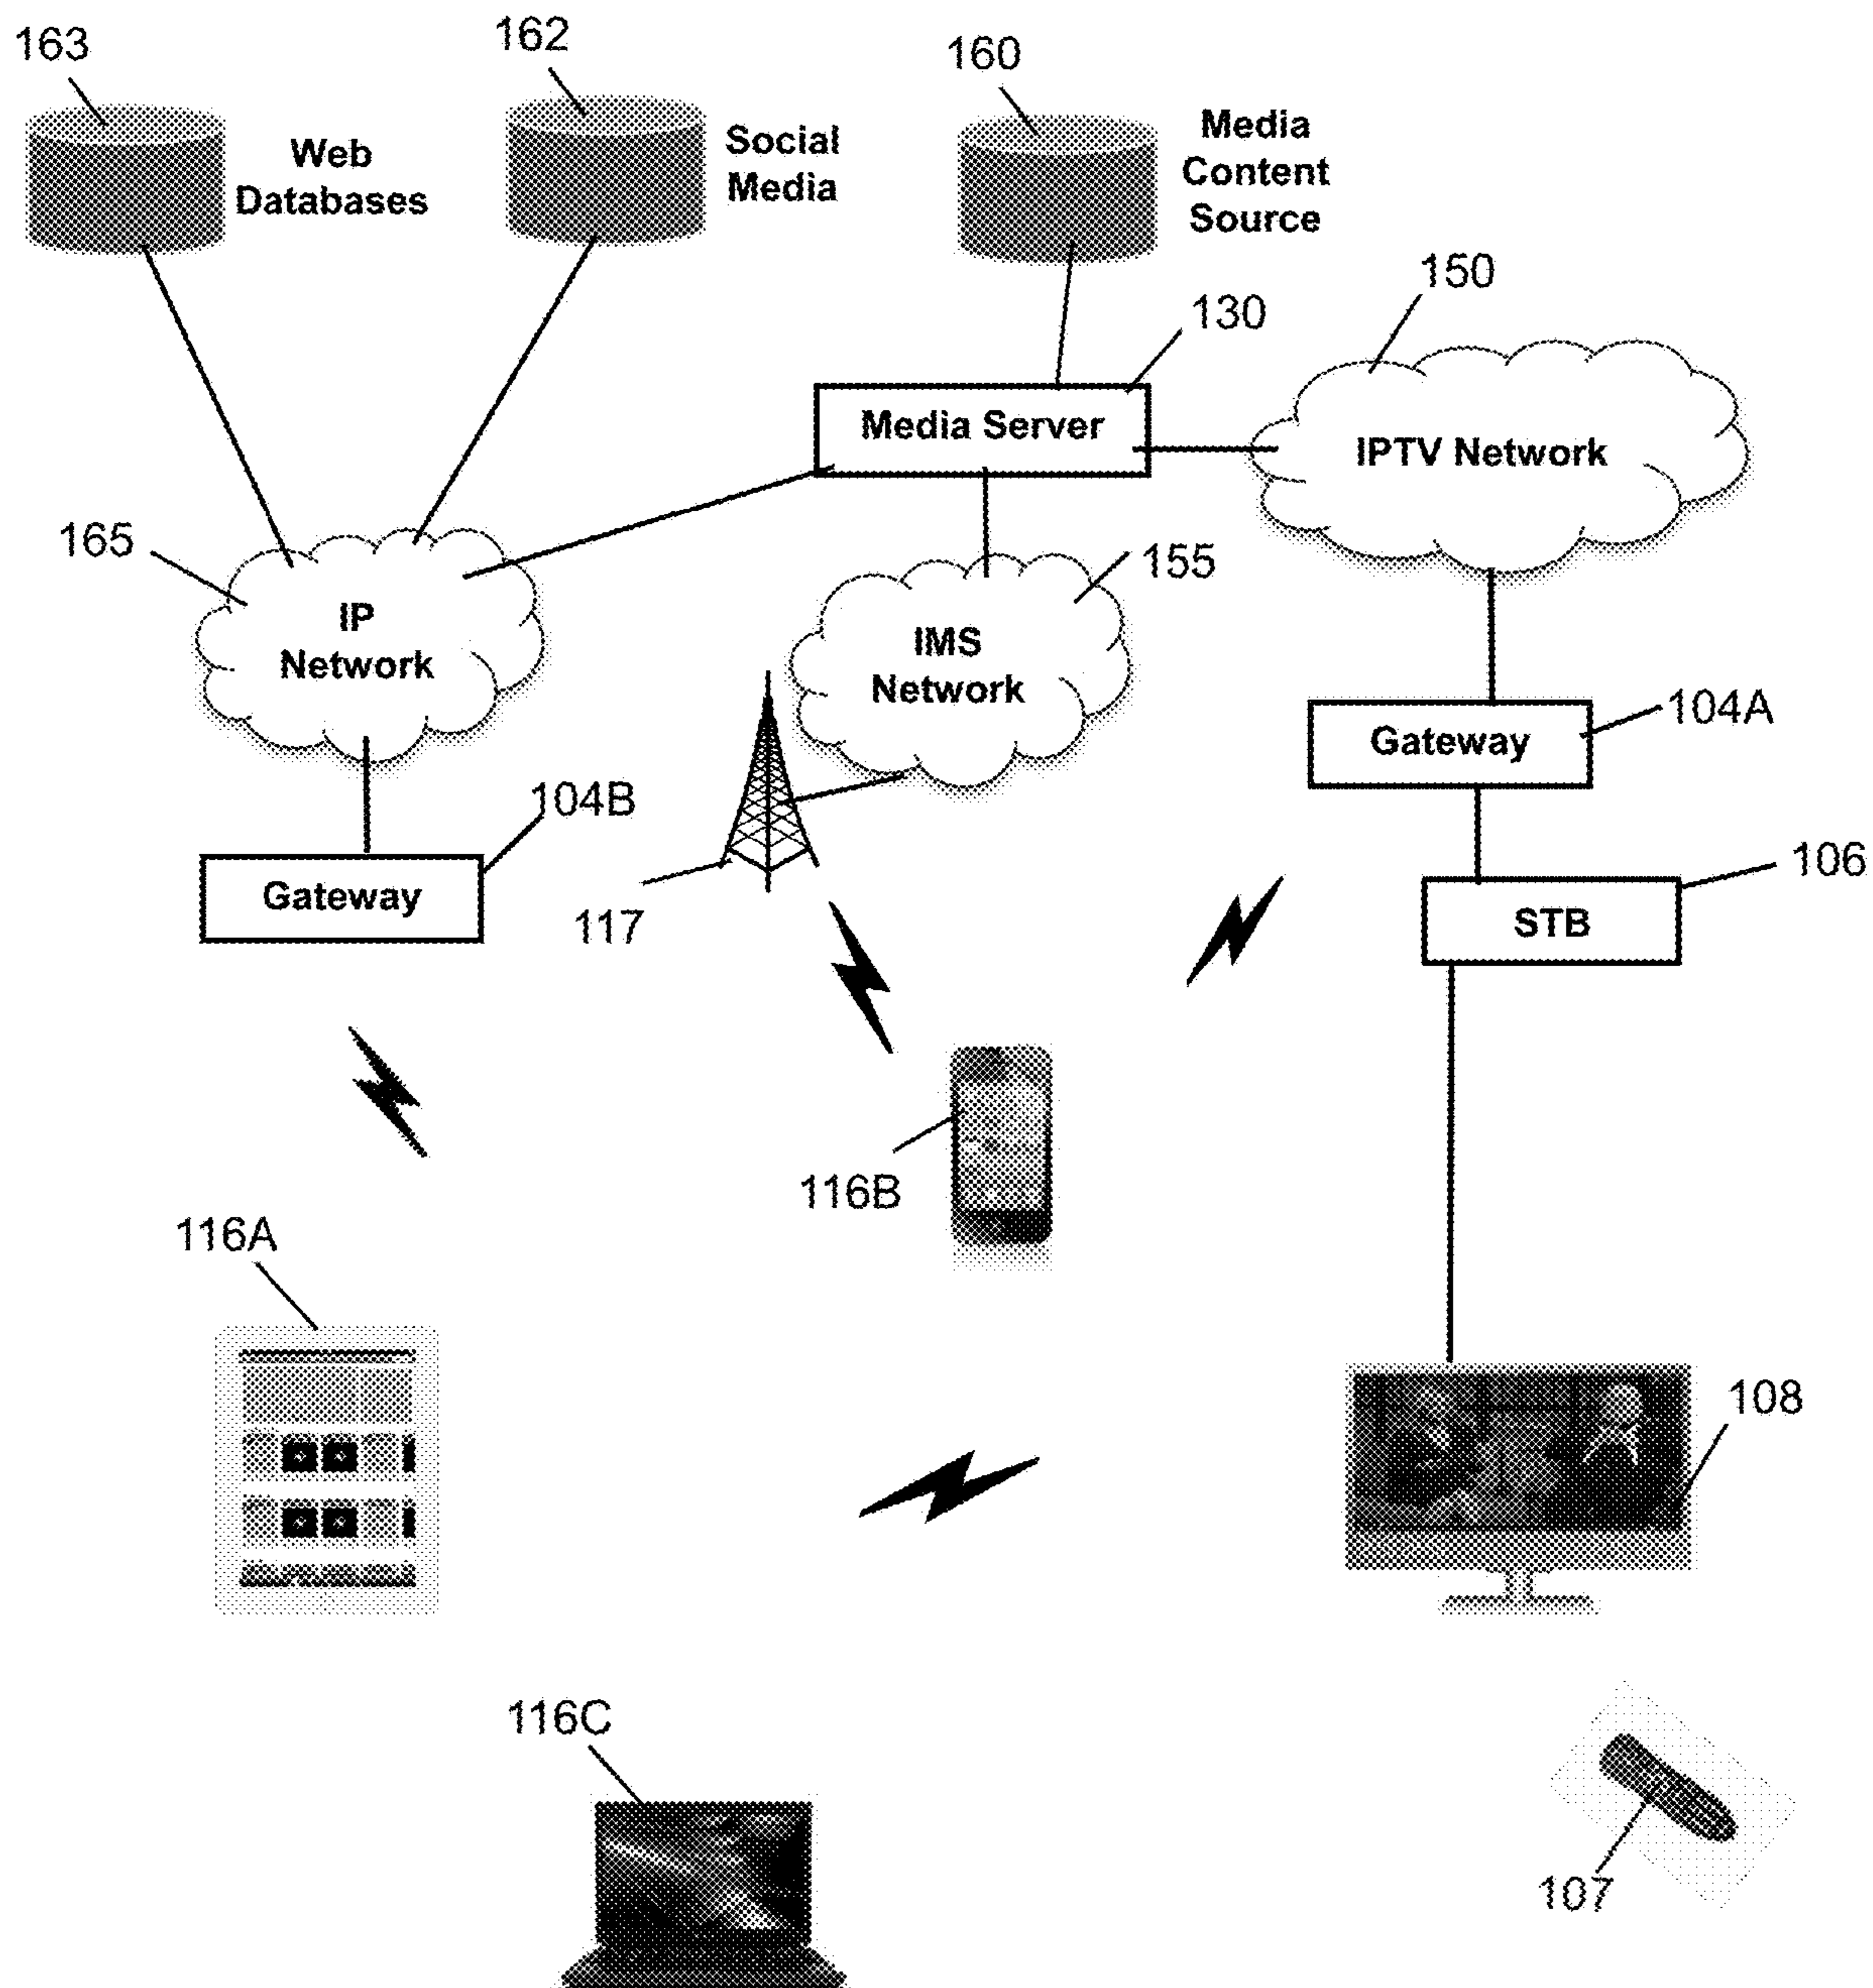 163
162
160
Web
Databases
Social
Media
Media
Content
Source
150
130
Media Server
IPTV Network
165
155
IP
Network
IMS
Network
104A
Gateway
104B
Gateway
106
STB
117
116B
116A
108
116C
107